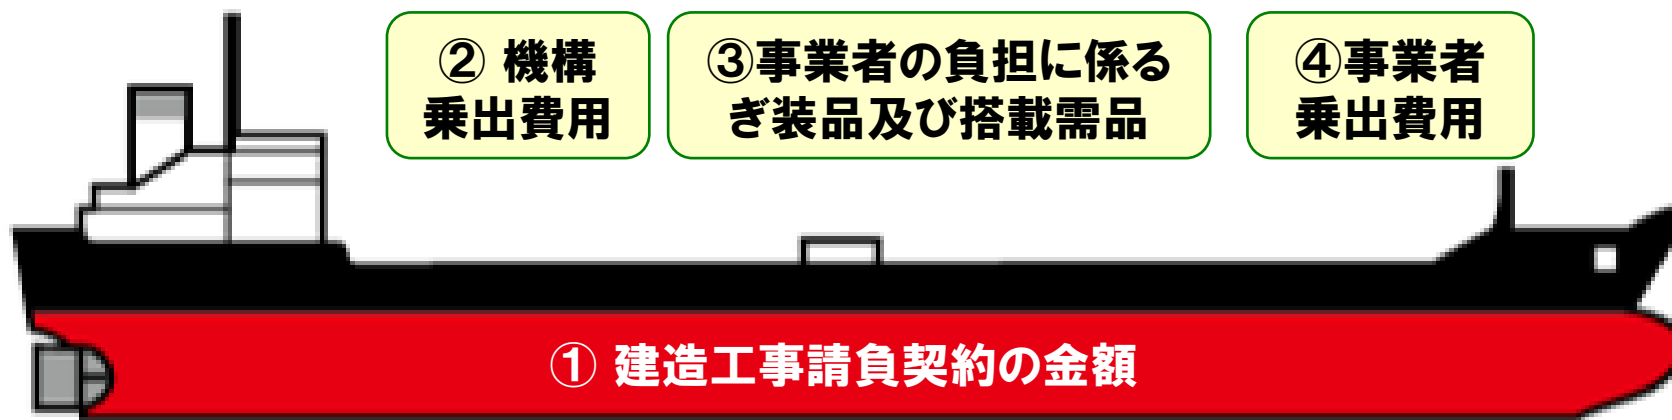 ② 機構
乗出費用
③事業者の負担に係る
ぎ装品及び搭載需品
④事業者
乗出費用
① 建造工事請負契約の金額